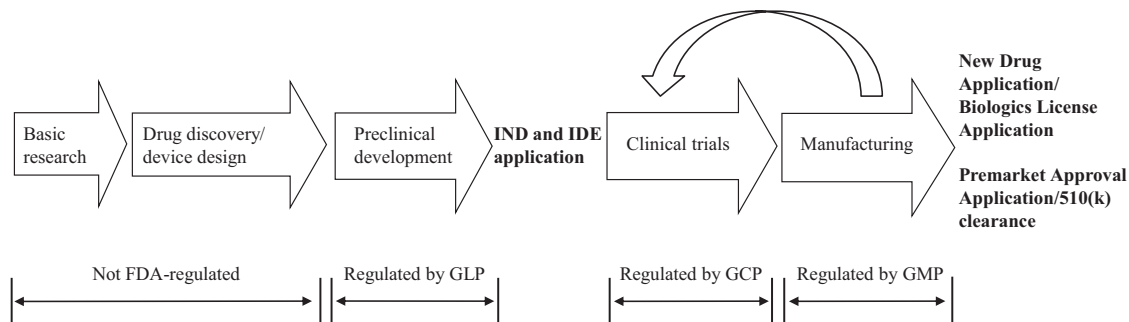 Basic
research
Drug discovery/
device design
Preclinical
development
IND and IDE
application
Clinical trials
Manufacturing
New Drug
Application/
Biologics License
Application
Premarket Approval
Application/510(k)
clearance
Not FDA-regulated
Regulated by GLP
Regulated by GCP
Regulated by GMP